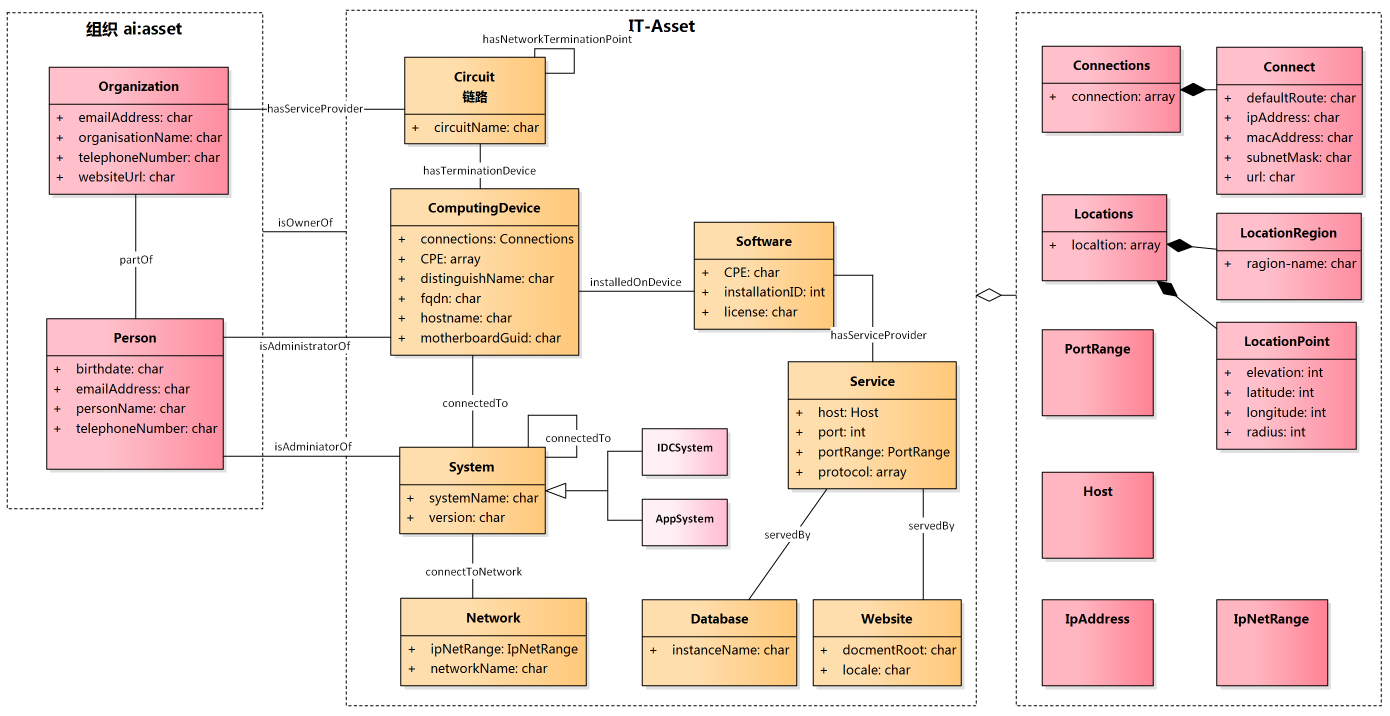 组织 ai:asset
Organization
+ emailAddress: char
+ organisationName: char
+ telephoneNumber: char
+ websiteUrl: char
partOf
Person
+ birthdate: char
+ emailAddress: char
+ personName: char
+ telephoneNumber: char
hasServiceProvider
isOwnerOf
isAdministratorOf
isAdminiatorOf
IT-Asset
hasNetworkTerminationPoint
Circuit
链路
+ circuitName: char
hasTerminationDevice
ComputingDevice
+ connections: Connections
+ CPE: array
+ distinguishName: char
+ fqdn: char
+ hostname: char
+ motherboardGuid: char
installedOnDevice
Software
+ CPE: char
+ installationID: int
+ license: char
hasServiceProvider
Service
+ host: Host
+ port: int
+ portRange: PortRange
+ protocol: array
connectedTo
connectedTo
System
+ systemName: char
+ version: char
IDCSystem
AppSystem
servedBy
servedBy
connectToNetwork
Network
+ ipNetRange: IpNetRange
+ networkName: char
Database
+ instanceName: char
Website
+ docmentRoot: char
+ locale: char
Connections
+ connection: array
Connect
+ defaultRoute: char
+ ipAddress: char
+ macAddress: char
+ subnetMask: char
+ url: char
Locations
+ localtion: array
LocationRegion
+ ragion-name: char
PortRange
LocationPoint
+ elevation: int
+ latitude: int
+ longitude: int
+ radius: int
Host
IpAddress
IpNetRange